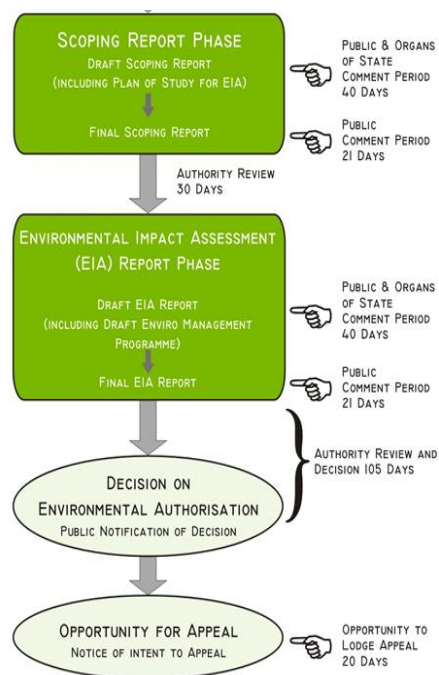 SCOPING REPORT PHASE
DRAFT SCOPING REPORT
(INCLUDING PLAN OF STUDY FOR EIA)
FINAL SCOPING REPORT
PUBLIC & ORGANS
OF STATE
COMMENT PERIOD
40 DAYS
PUBLIC
COMMENT PERIOD
21 DAYS
AUTHORITY REVIEW
30 DAYS
ENVIRONMENTAL IMPACT ASSESSMENT
(EIA) REPORT PHASE
DRAFT EIA REPORT
(INCLUDING DRAFT ENVIRO MANAGEMENT
PROGRAMME)
FINAL EIA REPORT
PUBLIC & ORGANS
OF STATE
COMMENT PERIOD
40 DAYS
PUBLIC
COMMENT PERIOD
21 DAYS
AUTHORITY REVIEW AND
DECISION 105 DAYS
DECISION ON
ENVIRONMENTAL AUTHORISATION
PUBLIC NOTIFICATION OF DECISION
OPPORTUNITY FOR APPEAL
NOTICE OF INTENT TO APPEAL
OPPORTUNITY TO
LODGE APPEAL
20 DAYS